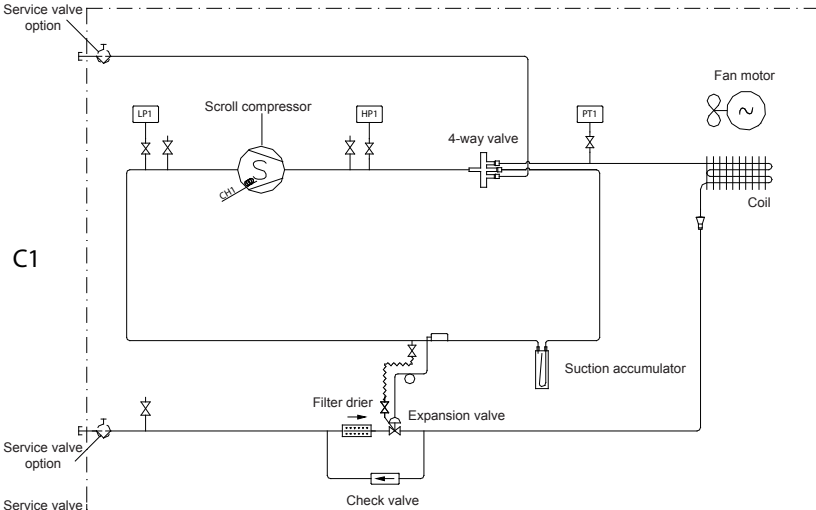 Service valve
option
Fan motor
Scroll compressor
LP1
HP1
PT1
4-way valve
S
CH1
Coil
C1
Suction accumulator
Filter drier
Expansion valve
Service valve
option
Check valve
Service valve